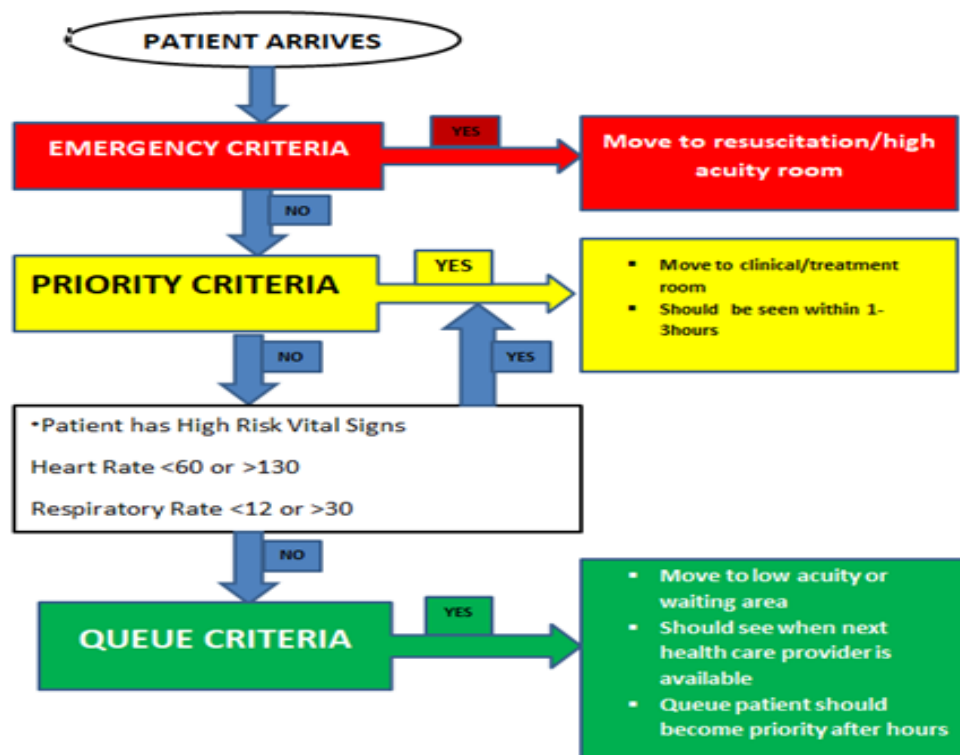 PATIENT ARRIVES
EMERGENCY CRITERIA
YES
Move to resuscitation/high
acuity room
NO
PRIORITY CRITERIA
YES
▪ Move to clinical/treatment
room
▪ Should be seen within 1-
3hours
NO
YES
•Patient has High Risk Vital Signs
Heart Rate <60 or >130
Respiratory Rate <12 or >30
NO
QUEUE CRITERIA
YES
▪ Move to low acuity or
waiting area
▪ Should see when next
health care provider is
available
▪ Queue patient should
become priority after hours